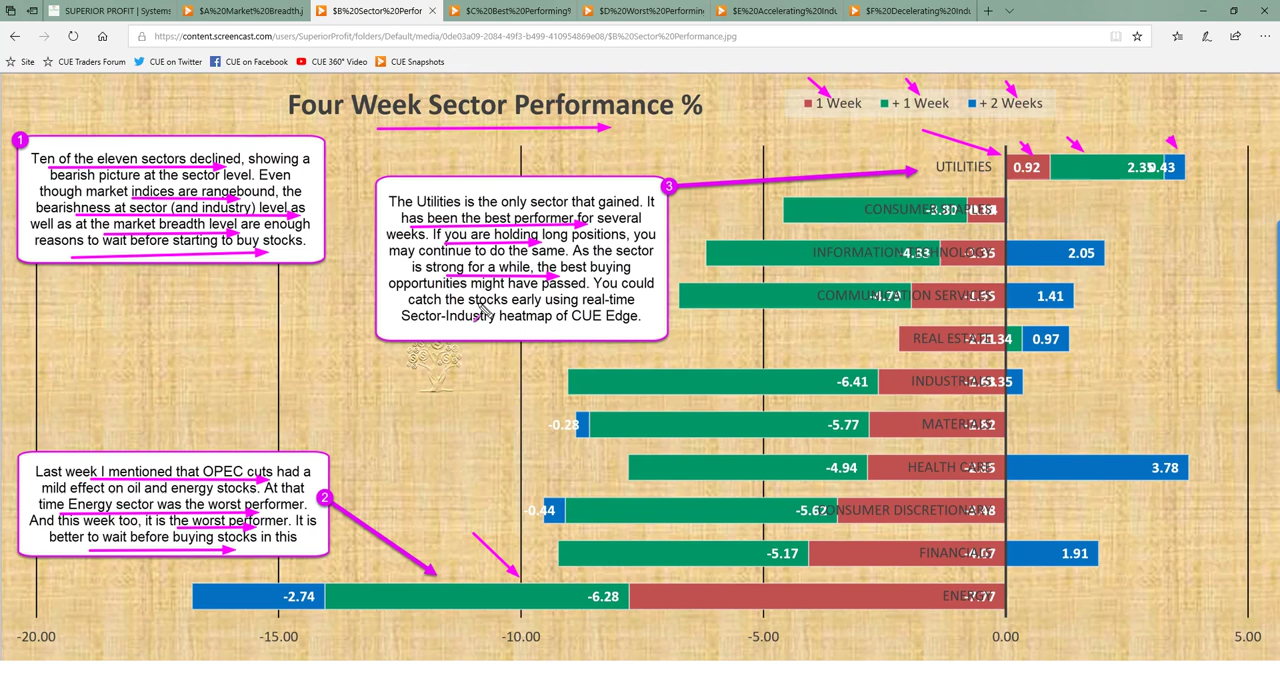 SUPERIOR PROFIT | Systems
$A%20Market%20Breadth.j
$B%20Sector%20Perfor
$C%20Best%20Performing%
$D%20Worst%20Performin
$E%20Accelerating%20Ind
$F%20Decelerating%20Ind
https://content.screencast.com/users/SuperiorProfit/folders/Default/media/0de03a09-2084-49f3-b499-410954869e08/$B%20Sector%20Performance.jpg
Site
CUE Traders Forum
CUE on Twitter
CUE on Facebook
CUE 360° Video
CUE Snapshots
Four Week Sector Performance %
1 Week
+ 1 Week
+ 2 Weeks
1
Ten of the eleven sectors declined, showing a
bearish picture at the sector level. Even
though market indices are rangebound, the
bearishness at sector (and industry) level as
well as at the market breadth level are enough
reasons to wait before starting to buy stocks.
3
The Utilities is the only sector that gained. It
has been the best performer for several
weeks. If you are holding long positions, you
may continue to do the same. As the sector
is strong for a while, the best buying
opportunities might have passed. You could
catch the stocks early using real-time
Sector-Industry heatmap of CUE Edge.
2
Last week I mentioned that OPEC cuts had a
mild effect on oil and energy stocks. At that
time Energy sector was the worst performer.
And this week too, it is the worst performer. It is
better to wait before buying stocks in this
UTILITIES 0.92 2.35 0.43
CONSUMER STAPLES
INFORMATION TECHNOLOGY 2.05
COMMUNICATION SERVICES 1.41
REAL ESTATE 0.97
-6.41 INDUSTRIALS
-0.28 -5.77 MATERIALS
-4.94 HEALTH CARE 3.78
-0.44 CONSUMER DISCRETIONARY
-5.17 FINANCIALS 1.91
-2.74 -6.28 ENERGY -7.77
-20.00 -15.00 -10.00 -5.00 0.00 5.00